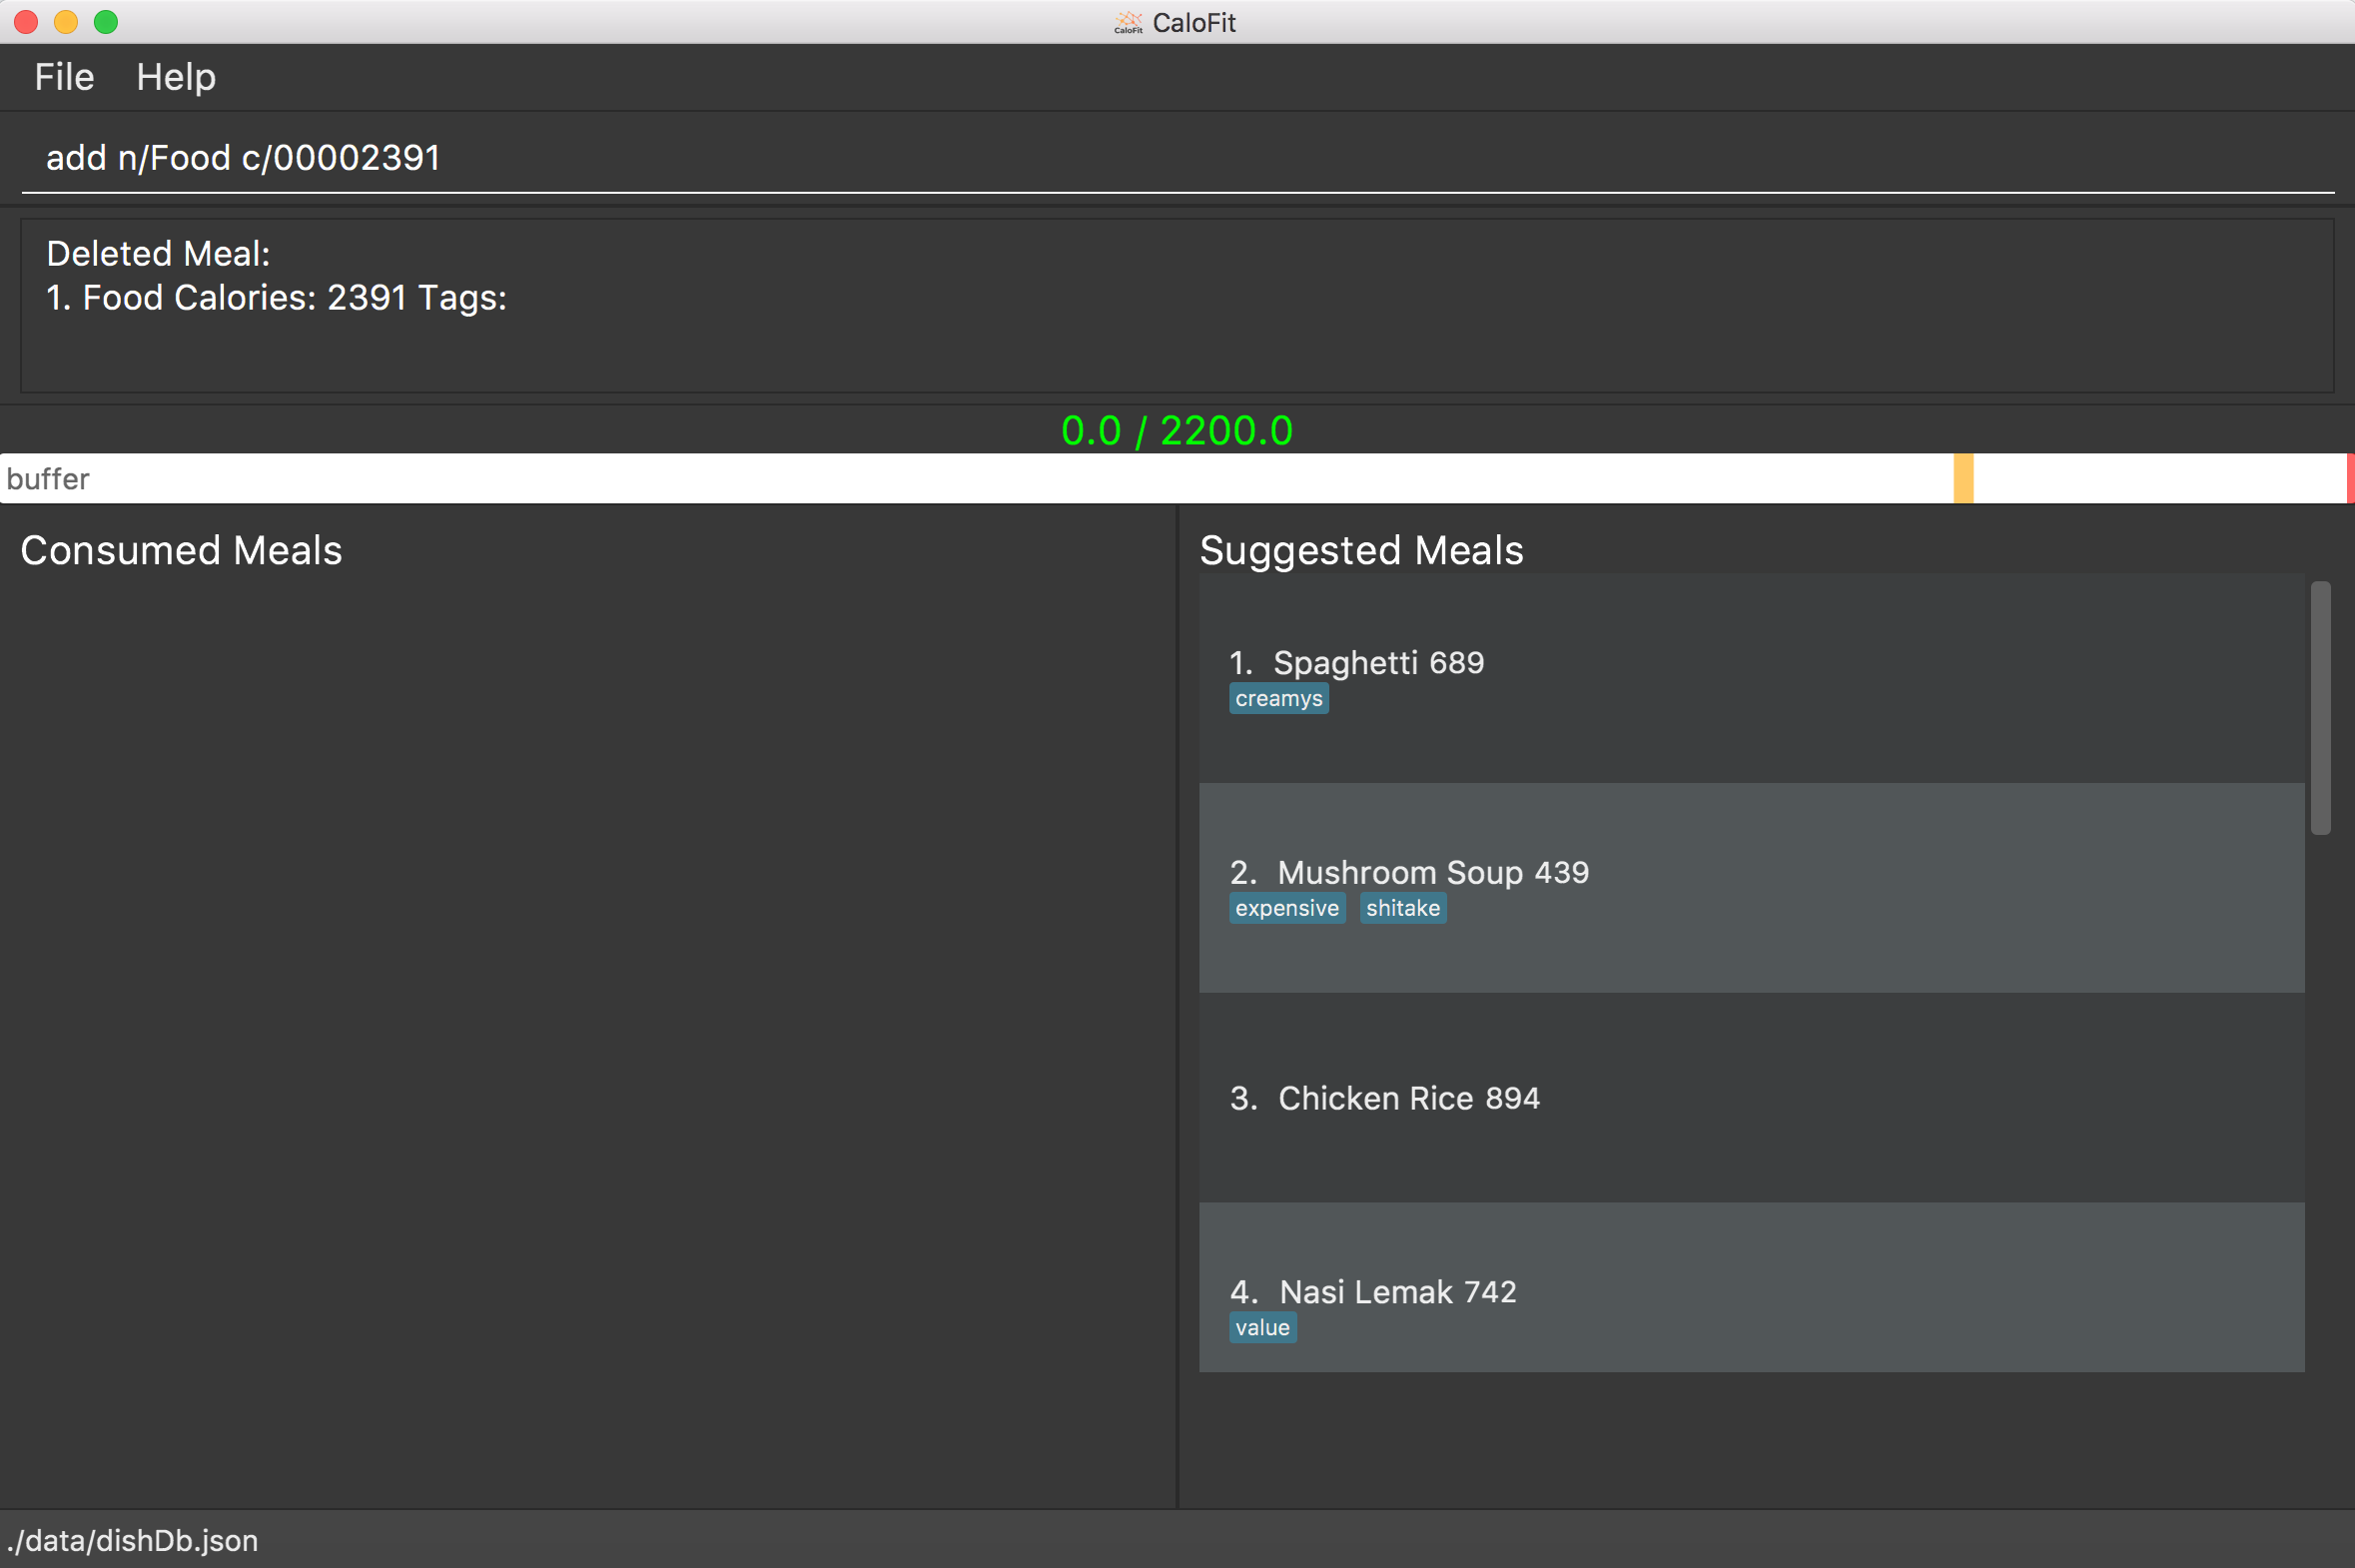 CaloFit CaloFit
File Help
add n/Food c/00002391
Deleted Meal:
1. Food Calories: 2391 Tags:
0.0 / 2200.0
buffer
Consumed Meals
Suggested Meals
1. Spaghetti 689
creamys
2. Mushroom Soup 439
expensive shitake
3. Chicken Rice 894
4. Nasi Lemak 742
value
./data/dishDb.json